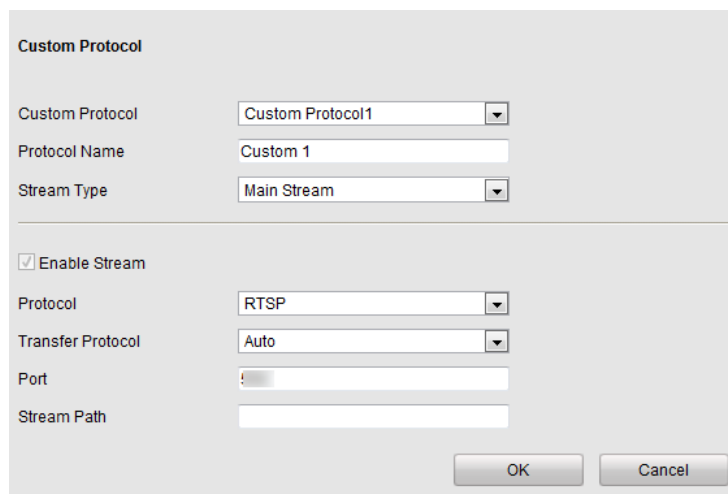 Custom Protocol
Custom Protocol Custom Protocol1
Protocol Name Custom 1
Stream Type Main Stream
Enable Stream
Protocol RTSP
Transfer Protocol Auto
Port
Stream Path
OK Cancel